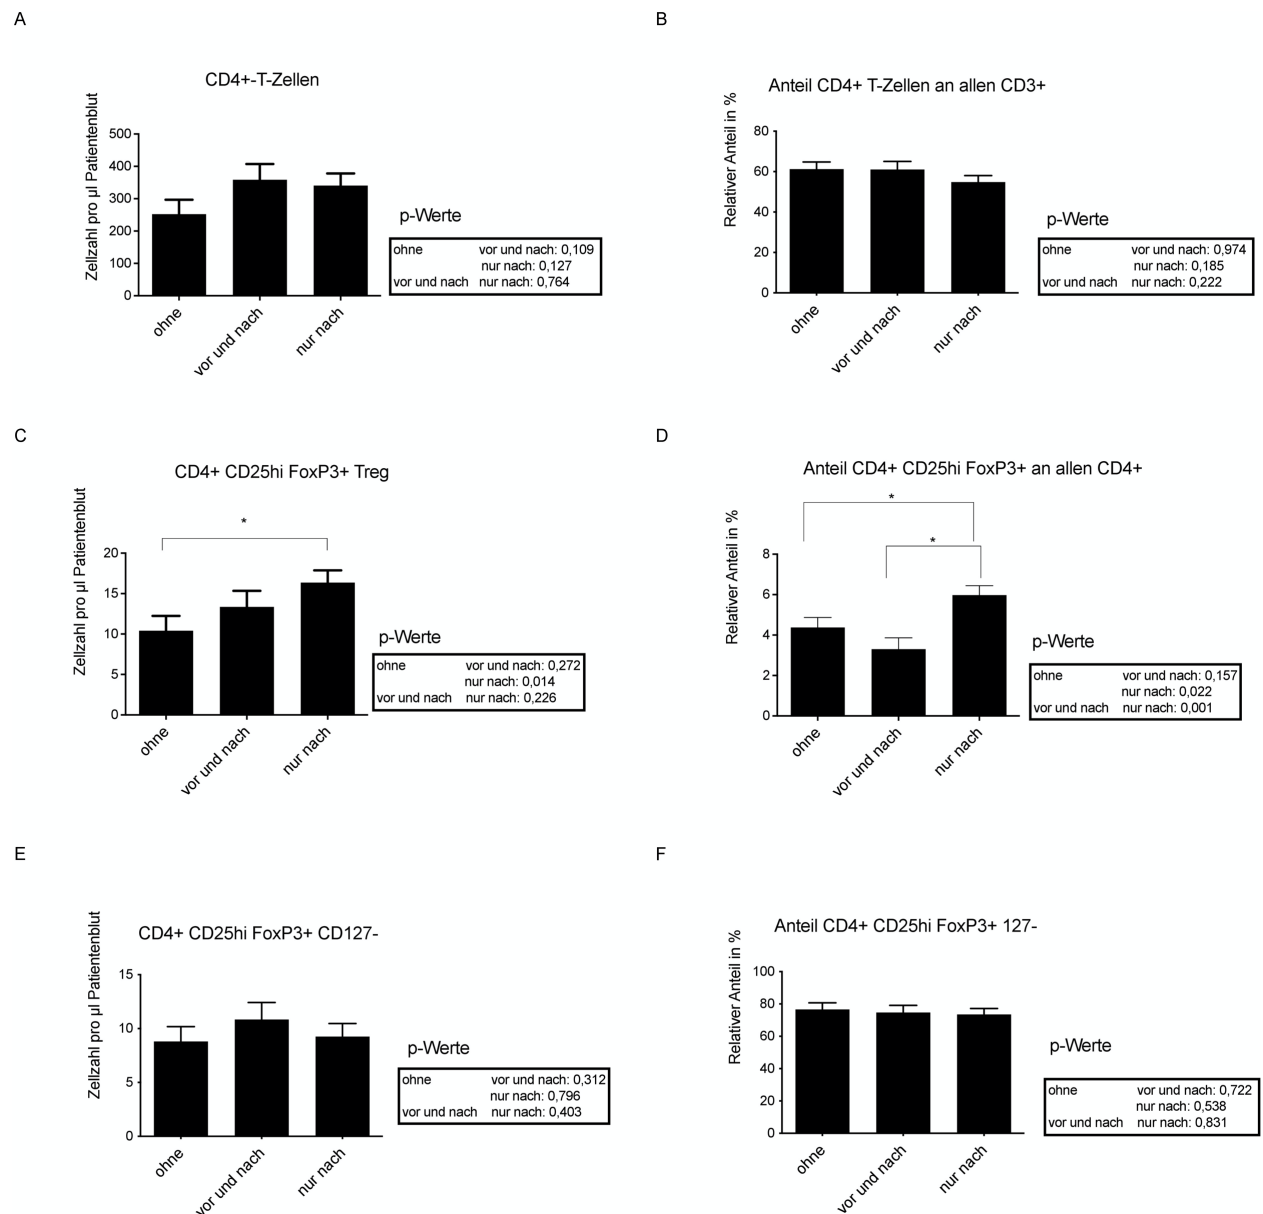 A
CD4+-T-Zellen
Zellzahl pro µl Patientenblut
500
400
300
200
100
0
ohne
vor und nach
nur nach
p-Werte
ohne vor und nach: 0,109
nur nach: 0,127
vor und nach nur nach: 0,764
B
Anteil CD4+ T-Zellen an allen CD3+
Relativer Anteil in %
80
60
40
20
0
ohne
vor und nach
nur nach
p-Werte
ohne vor und nach: 0,974
nur nach: 0,185
vor und nach nur nach: 0,222
C
CD4+ CD25hi FoxP3+ Treg
Zellzahl pro µl Patientenblut
*
20
15
10
5
0
ohne
vor und nach
nur nach
p-Werte
ohne vor und nach: 0,272
nur nach: 0,014
vor und nach nur nach: 0,226
D
Anteil CD4+ CD25hi FoxP3+ an allen CD4+
Relativer Anteil in %
*
*
8
6
4
2
0
ohne
vor und nach
nur nach
p-Werte
ohne vor und nach: 0,157
nur nach: 0,022
vor und nach nur nach: 0,001
E
CD4+ CD25hi FoxP3+ CD127-
Zellzahl pro µl Patientenblut
15
10
5
0
ohne
vor und nach
nur nach
p-Werte
ohne vor und nach: 0,312
nur nach: 0,796
vor und nach nur nach: 0,403
F
Anteil CD4+ CD25hi FoxP3+ 127-
Relativer Anteil in %
100
80
60
40
20
0
ohne
vor und nach
nur nach
p-Werte
ohne vor und nach: 0,722
nur nach: 0,538
vor und nach nur nach: 0,831